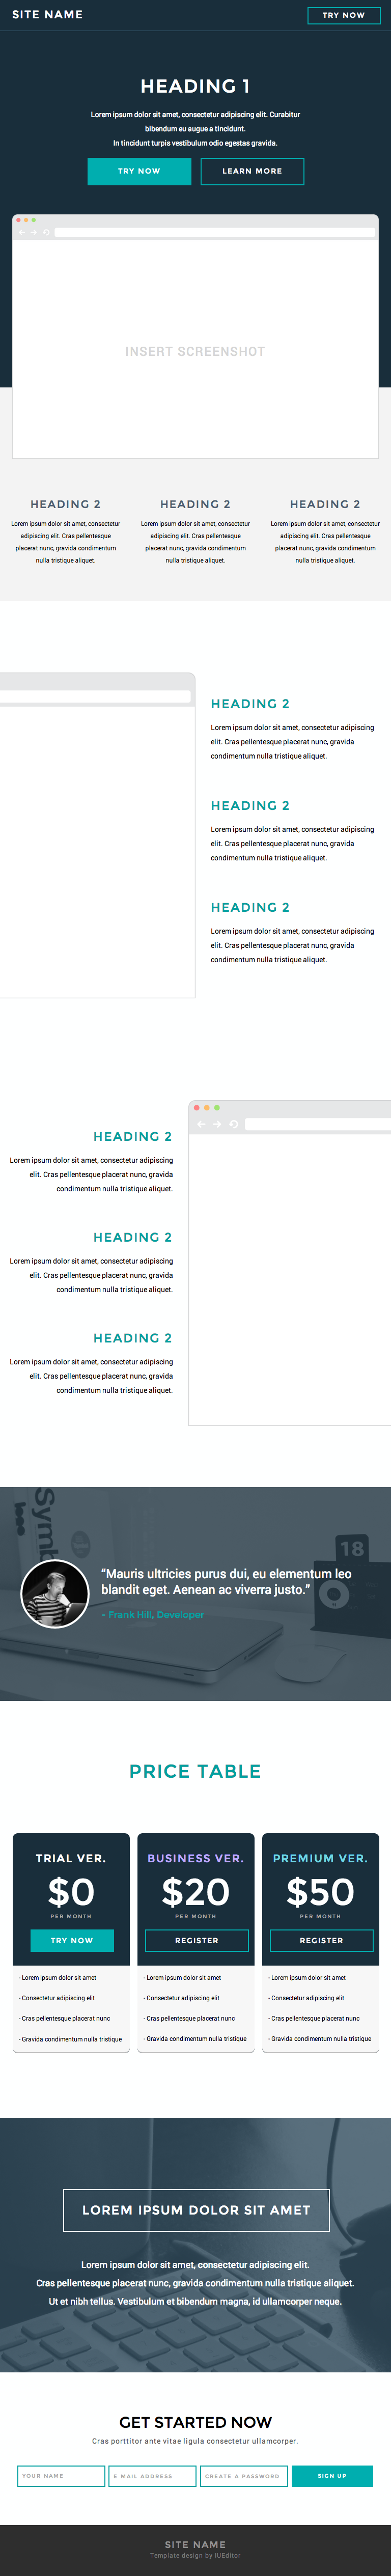 SITE NAME
TRY NOW
HEADING 1
Lorem ipsum dolor sit amet, consectetur adipiscing elit. Curabitur
bibendum eu augue a tincidunt.
In tincidunt turpis vestibulum odio egestas gravida.
TRY NOW
LEARN MORE
INSERT SCREENSHOT
HEADING 2
Lorem ipsum dolor sit amet, consectetur
adipiscing elit. Cras pellentesque
placerat nunc, gravida condimentum
nulla tristique aliquet.
HEADING 2
Lorem ipsum dolor sit amet, consectetur
adipiscing elit. Cras pellentesque
placerat nunc, gravida condimentum
nulla tristique aliquet.
HEADING 2
Lorem ipsum dolor sit amet, consectetur
adipiscing elit. Cras pellentesque
placerat nunc, gravida condimentum
nulla tristique aliquet.
HEADING 2
Lorem ipsum dolor sit amet, consectetur adipiscing
elit. Cras pellentesque placerat nunc, gravida
condimentum nulla tristique aliquet.
HEADING 2
Lorem ipsum dolor sit amet, consectetur adipiscing
elit. Cras pellentesque placerat nunc, gravida
condimentum nulla tristique aliquet.
HEADING 2
Lorem ipsum dolor sit amet, consectetur adipiscing
elit. Cras pellentesque placerat nunc, gravida
condimentum nulla tristique aliquet.
HEADING 2
Lorem ipsum dolor sit amet, consectetur adipiscing
elit. Cras pellentesque placerat nunc, gravida
condimentum nulla tristique aliquet.
HEADING 2
Lorem ipsum dolor sit amet, consectetur adipiscing
elit. Cras pellentesque placerat nunc, gravida
condimentum nulla tristique aliquet.
HEADING 2
Lorem ipsum dolor sit amet, consectetur adipiscing
elit. Cras pellentesque placerat nunc, gravida
condimentum nulla tristique aliquet.
18
“Mauris ultricies purus dui, eu elementum leo
blandit eget. Aenean ac viverra justo.”
- Frank Hill, Developer
PRICE TABLE
TRIAL VER.
$0
PER MONTH
TRY NOW
- Lorem ipsum dolor sit amet
- Consectetur adipiscing elit
- Cras pellentesque placerat nunc
- Gravida condimentum nulla tristique
BUSINESS VER.
$20
PER MONTH
REGISTER
- Lorem ipsum dolor sit amet
- Consectetur adipiscing elit
- Cras pellentesque placerat nunc
- Gravida condimentum nulla tristique
PREMIUM VER.
$50
PER MONTH
REGISTER
- Lorem ipsum dolor sit amet
- Consectetur adipiscing elit
- Cras pellentesque placerat nunc
- Gravida condimentum nulla tristique
LOREM IPSUM DOLOR SIT AMET
Lorem ipsum dolor sit amet, consectetur adipiscing elit.
Cras pellentesque placerat nunc, gravida condimentum nulla tristique aliquet.
Ut et nibh tellus. Vestibulum et bibendum magna, id ullamcorper neque.
GET STARTED NOW
Cras porttitor ante vitae ligula consectetur ullamcorper.
YOUR NAME
E MAIL ADDRESS
CREATE A PASSWORD
SIGN UP
SITE NAME
Template design by IUEditor